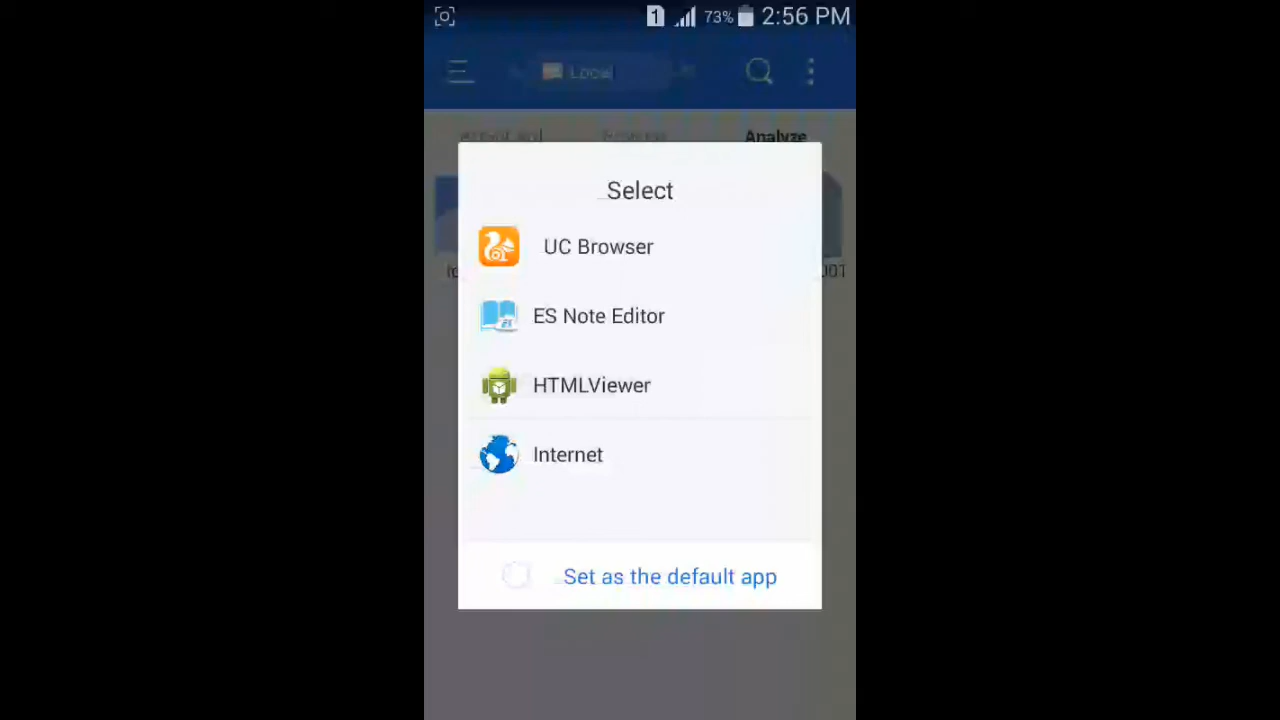 1 73% 2:56 PM
Local
Analyze
Select
UC Browser
ES Note Editor
HTMLViewer
Internet
Set as the default app